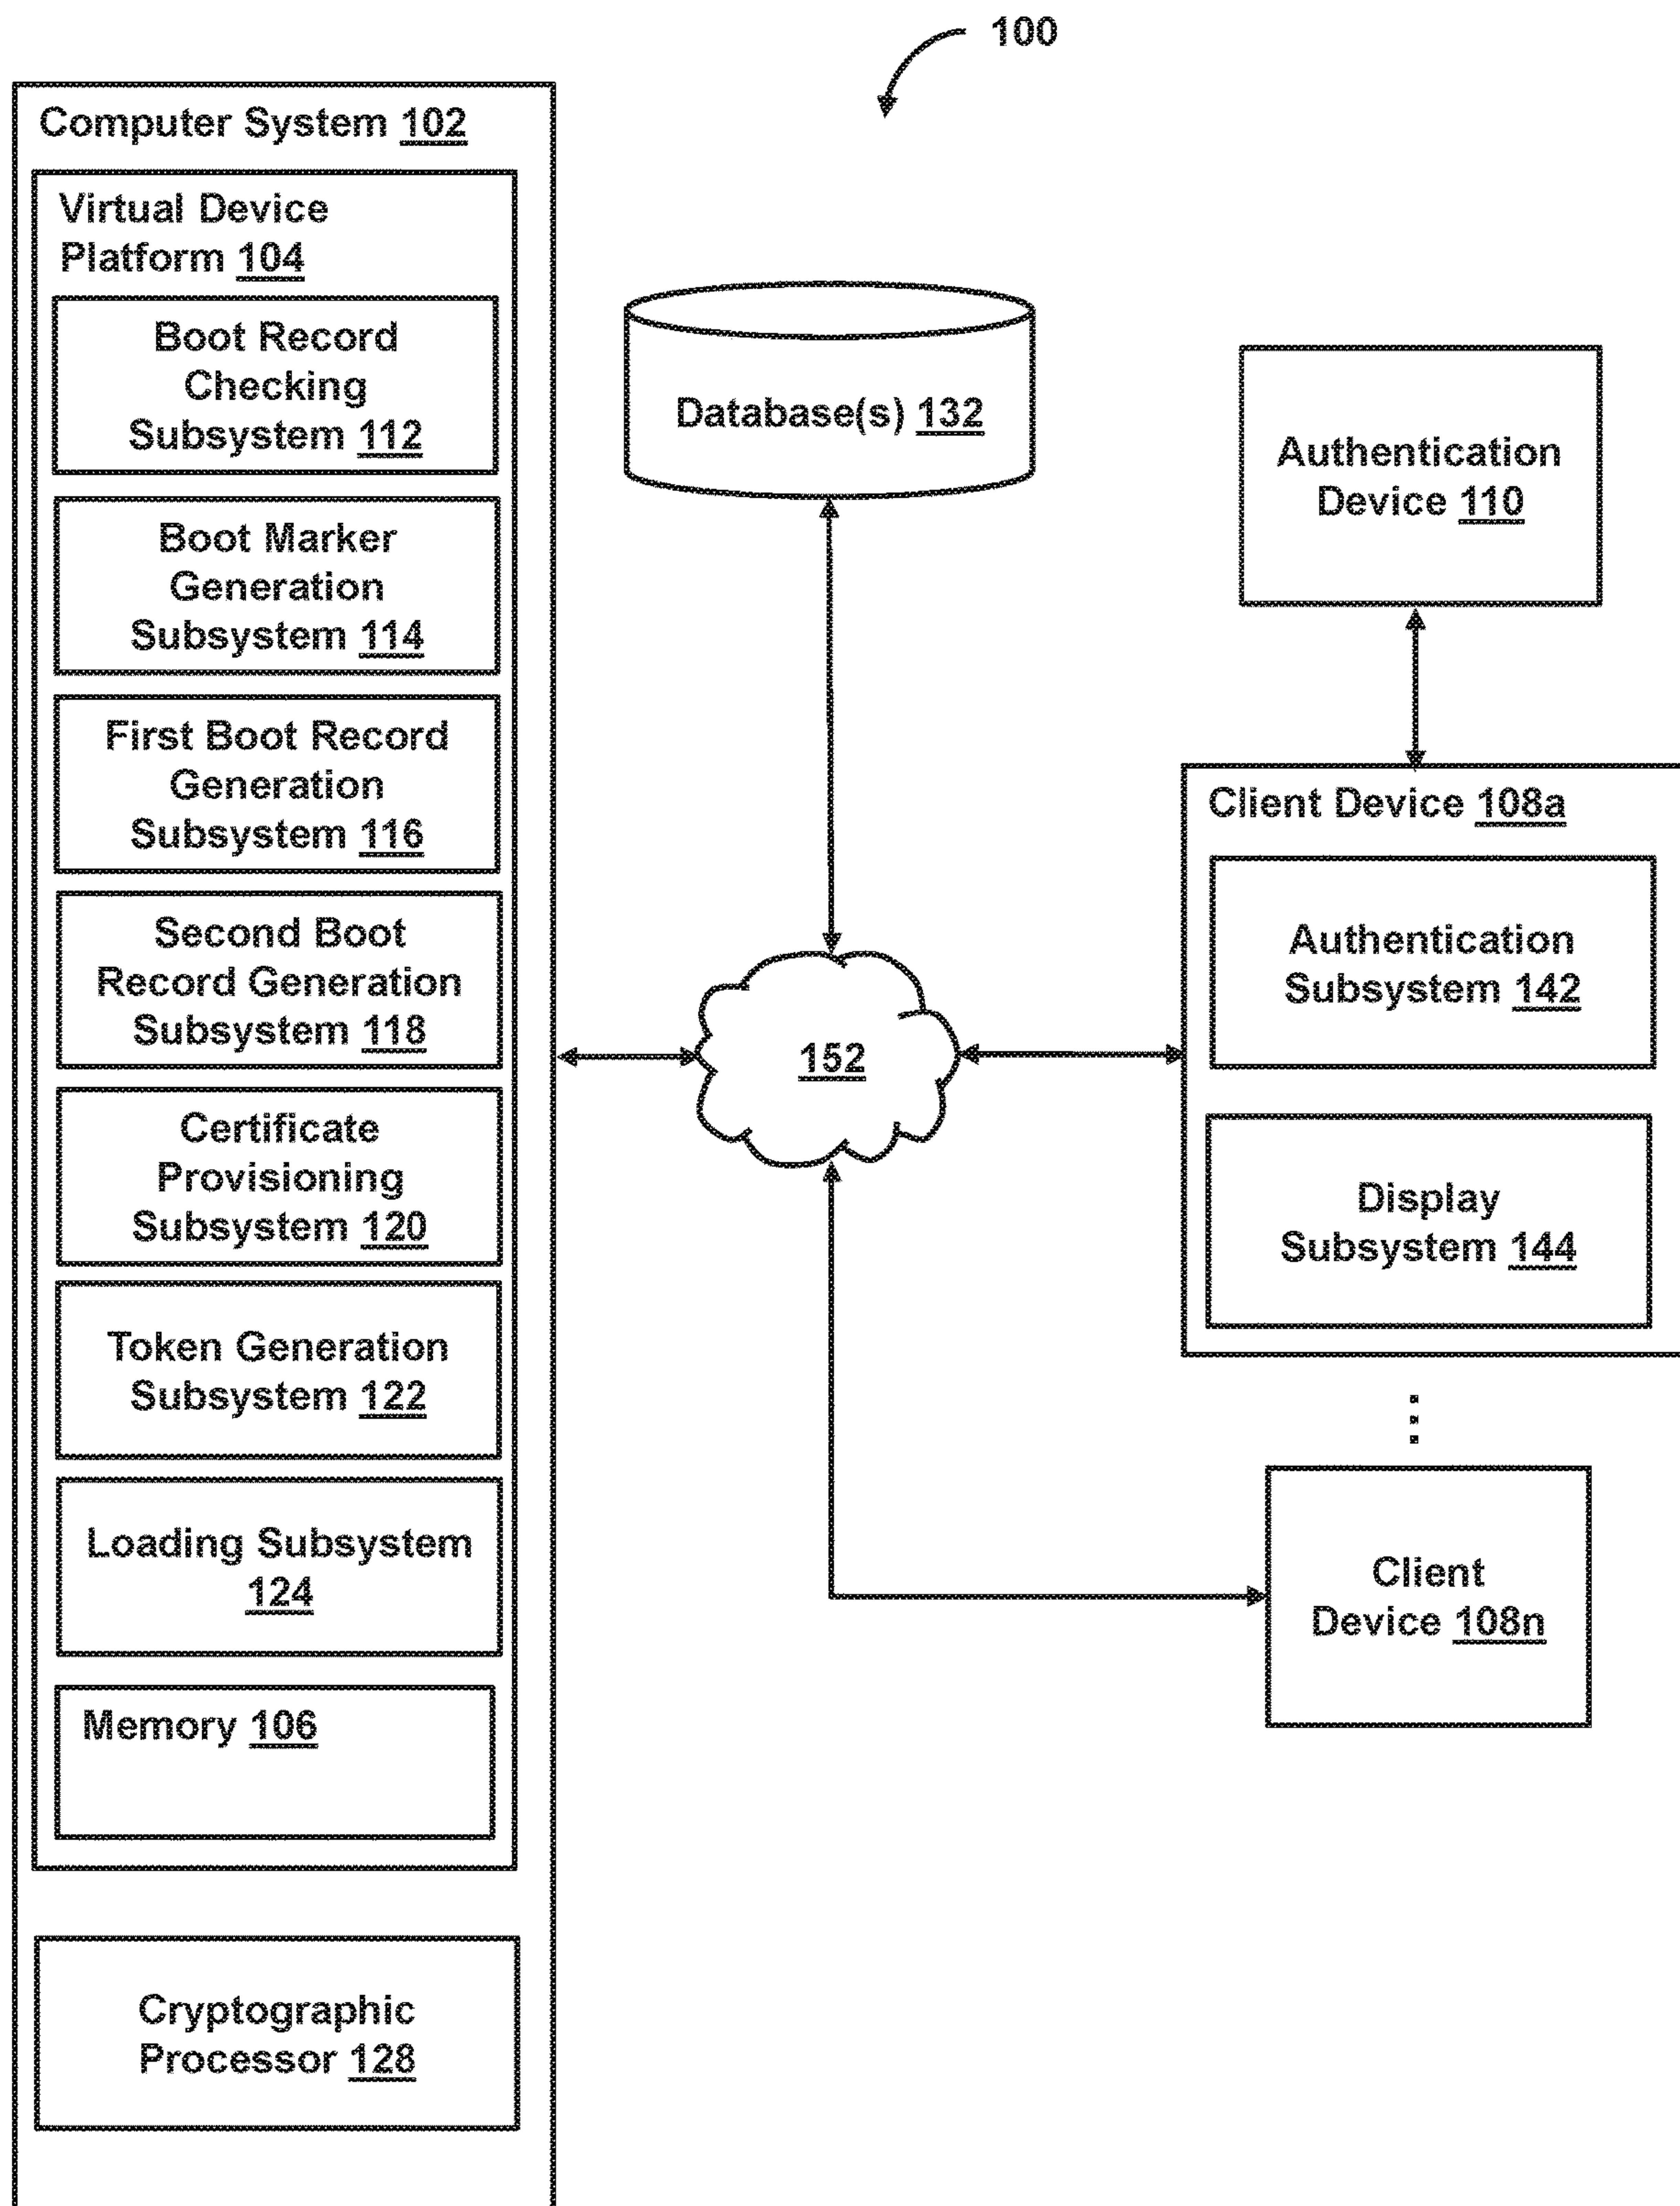 100
Computer System 102
Virtual Device
Platform 104
Boot Record
Checking
Subsystem 112
Boot Marker
Generation
Subsystem 114
First Boot Record
Generation
Subsystem 116
Second Boot
Record Generation
Subsystem 118
Certificate
Provisioning
Subsystem 120
Token Generation
Subsystem 122
Loading Subsystem
124
Memory 106
Cryptographic
Processor 128
Database(s) 132
152
Authentication
Device 110
Client Device 108a
Authentication
Subsystem 142
Display
Subsystem 144
Client
Device 108n